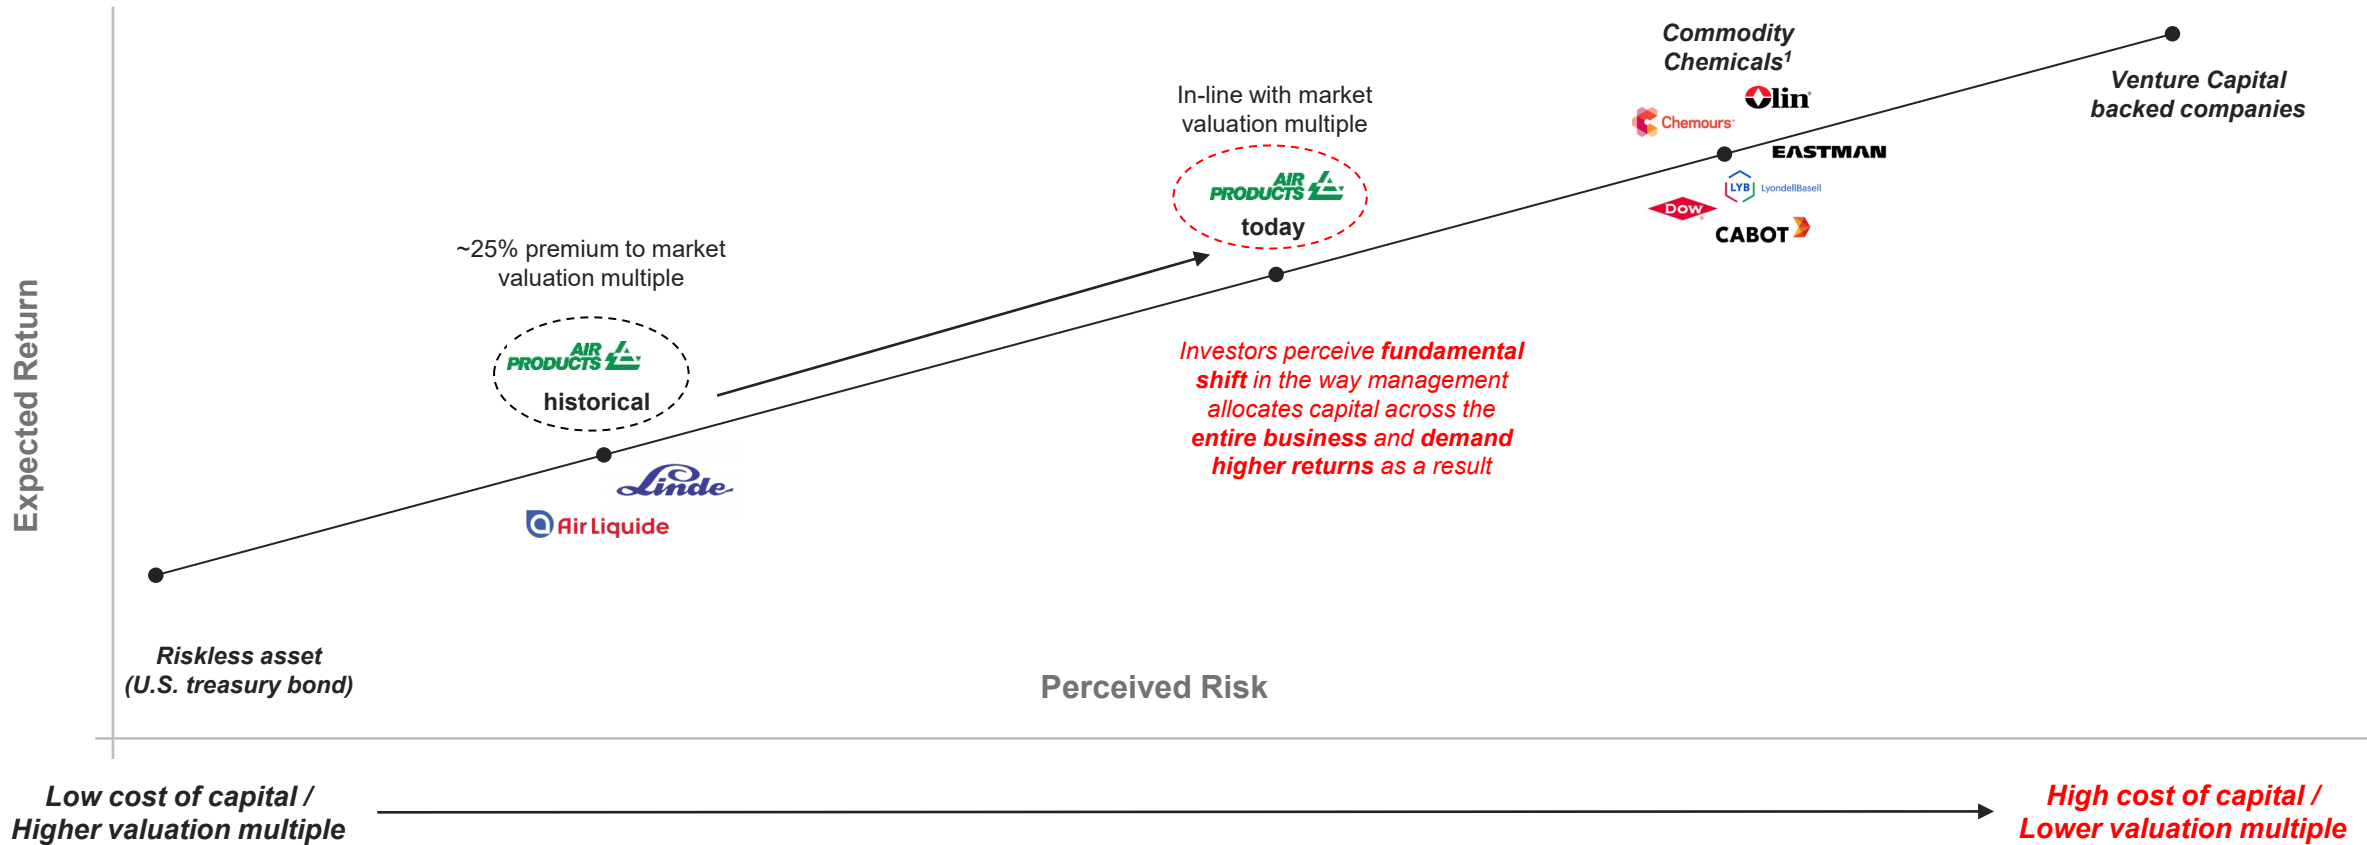 Commodity
Chemicals¹
Olin
Chemours
EASTMAN
LYB LyondellBasell
DOW
CABOT
Venture Capital
backed companies
In-line with market
valuation multiple
AIR
PRODUCTS
today
~25% premium to market
valuation multiple
AIR
PRODUCTS
historical
Linde
Air Liquide
Investors perceive fundamental
shift in the way management
allocates capital across the
entire business and demand
higher returns as a result
Expected Return
Riskless asset
(U.S. treasury bond)
Perceived Risk
Low cost of capital /
Higher valuation multiple
High cost of capital /
Lower valuation multiple